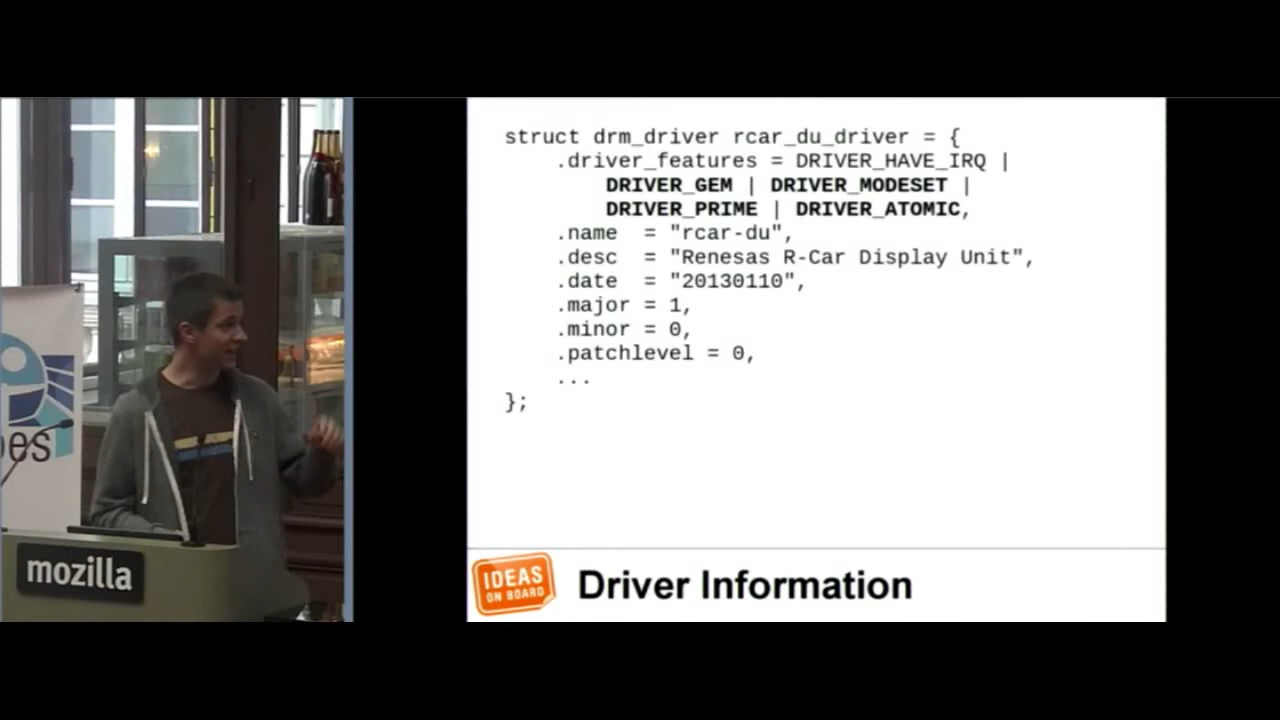 struct drm_driver rcar_du_driver = {
.driver_features = DRIVER_HAVE_IRQ |
DRIVER_GEM | DRIVER_MODESET |
DRIVER_PRIME | DRIVER_ATOMIC,
.name = "rcar-du",
.desc = "Renesas R-Car Display Unit",
.date = "20130110",
.major = 1,
.minor = 0,
.patchlevel = 0,
...
};
IDEAS
ON BOARD
Driver Information
mozilla